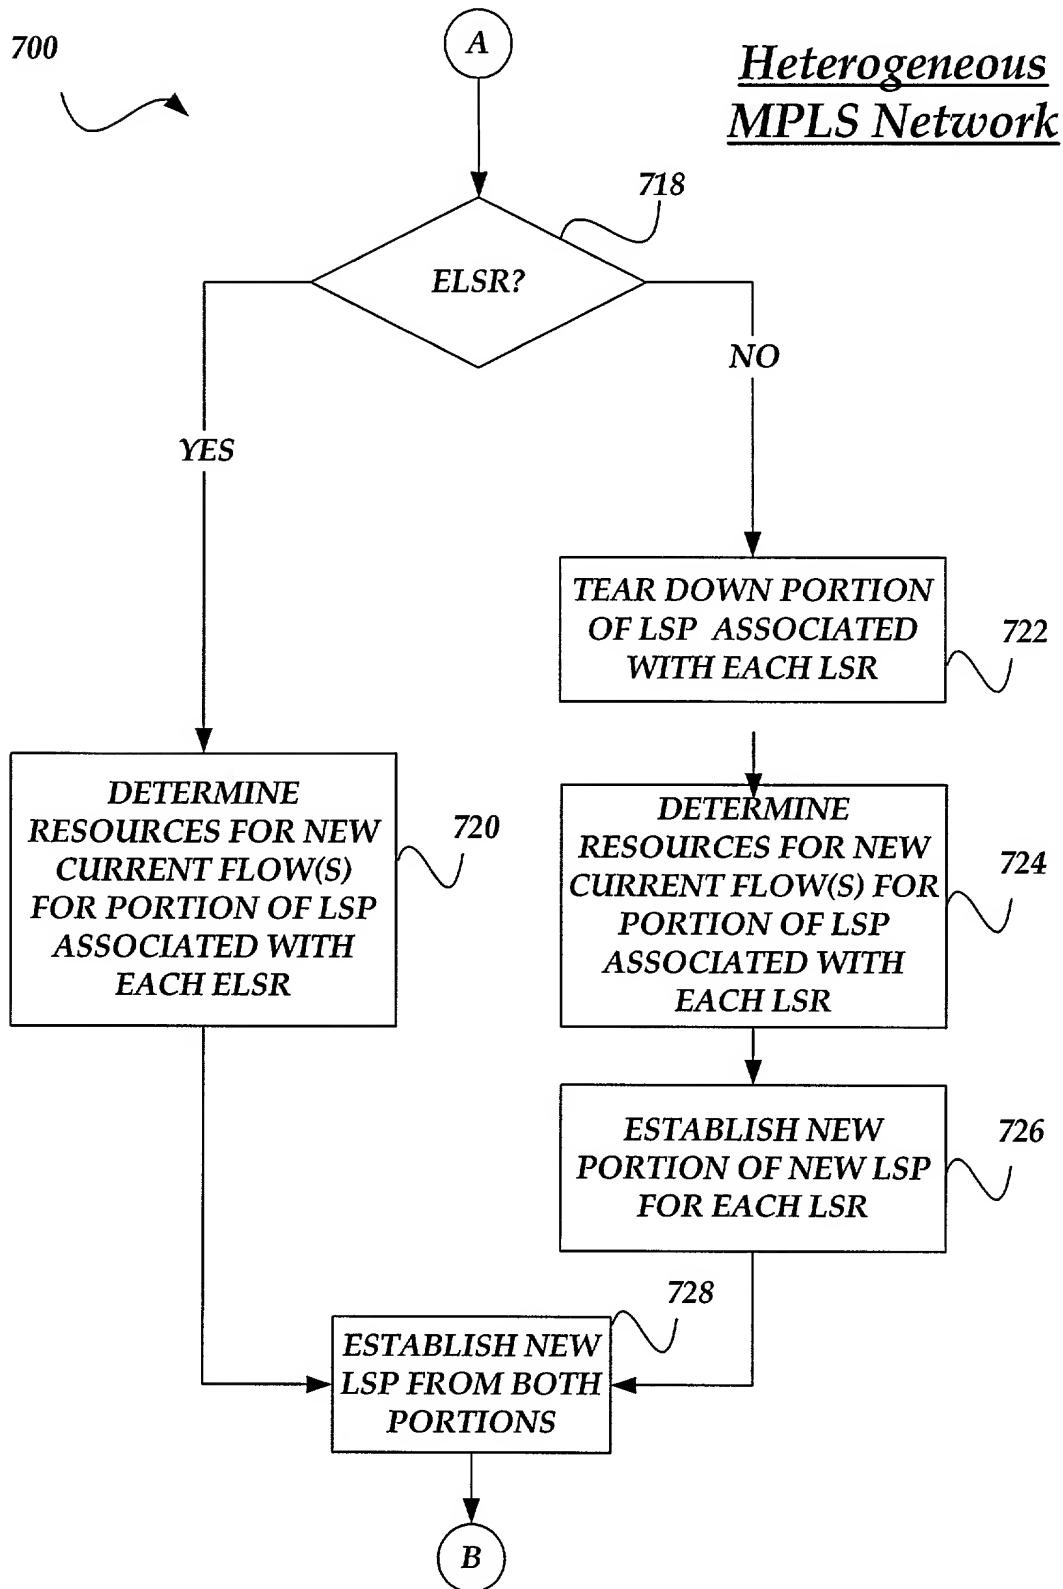 700
A
Heterogeneous
MPLS Network
718
ELSR?
NO
YES
TEAR DOWN PORTION
OF LSP ASSOCIATED
WITH EACH LSR
722
DETERMINE
RESOURCES FOR NEW
CURRENT FLOW(S)
FOR PORTION OF LSP
ASSOCIATED WITH
EACH ELSR
720
DETERMINE
RESOURCES FOR NEW
CURRENT FLOW(S) FOR
PORTION OF LSP
ASSOCIATED WITH
EACH LSR
724
ESTABLISH NEW
PORTION OF NEW LSP
FOR EACH LSR
726
728
ESTABLISH NEW
LSP FROM BOTH
PORTIONS
B